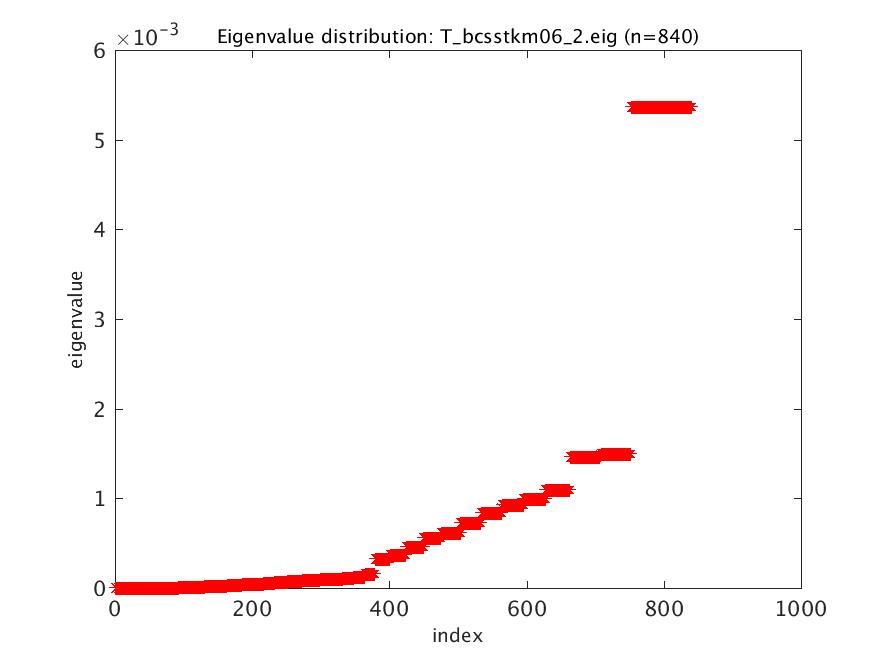 ×10⁻³
Eigenvalue distribution: T_bcsstkm06_2.eig (n=840)
6
5
4
3
2
1
0
eigenvalue
0 200 400 600 800 1000
index